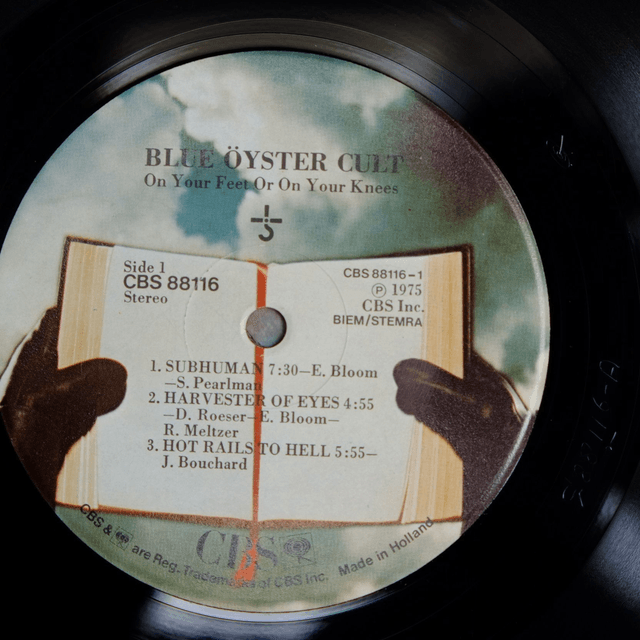 BLUE ÖYSTER CULT
On Your Feet Or On Your Knees
Side 1
CBS 88116
Stereo
CBS 88116-1
Ⓟ 1975
CBS Inc.
BIEM/STEMRA
1. SUBHUMAN 7:30—E. Bloom
—S. Pearlman
2. HARVESTER OF EYES 4:55
—D. Roeser—E. Bloom—
R. Meltzer
3. HOT RAILS TO HELL 5:55—
J. Bouchard
CBS
CBS & are Reg. Trademarks of CBS Inc. Made in Holland